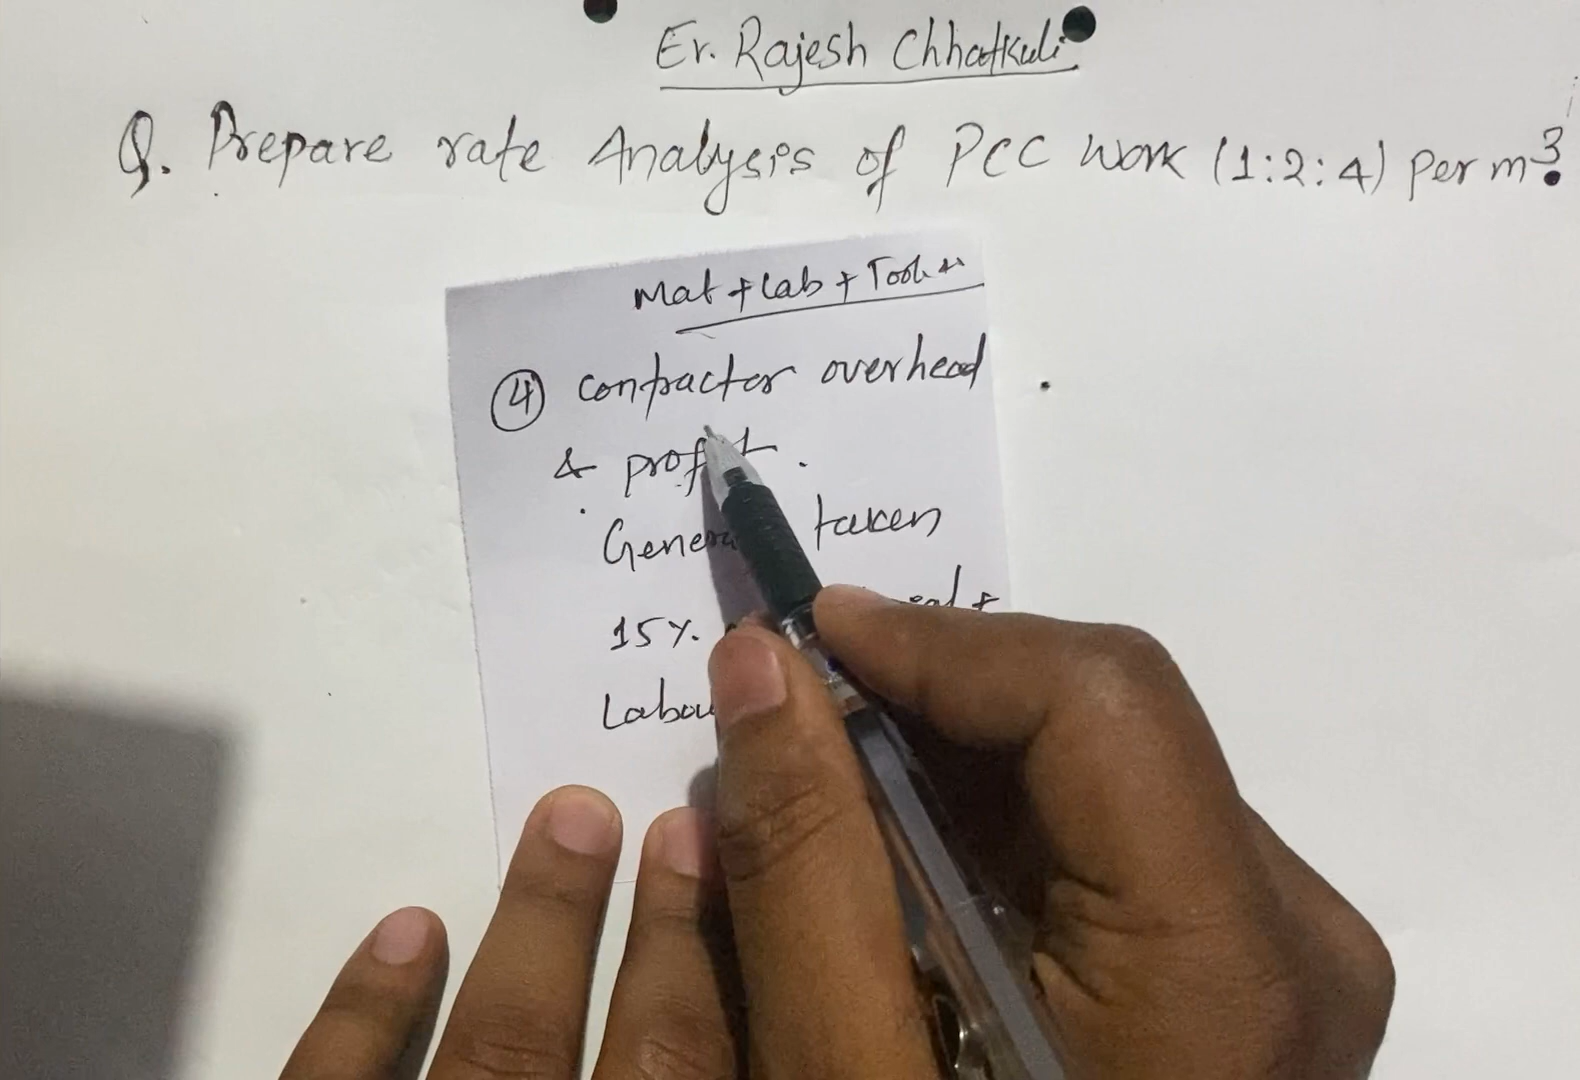 Er. Rajesh Chhatkuli
Q. Prepare rate Analysis of PCC Work (1:2:4) Per m3.
Mat + Lab + Tools
④ contractor overhead
& profit.
taken
15%.